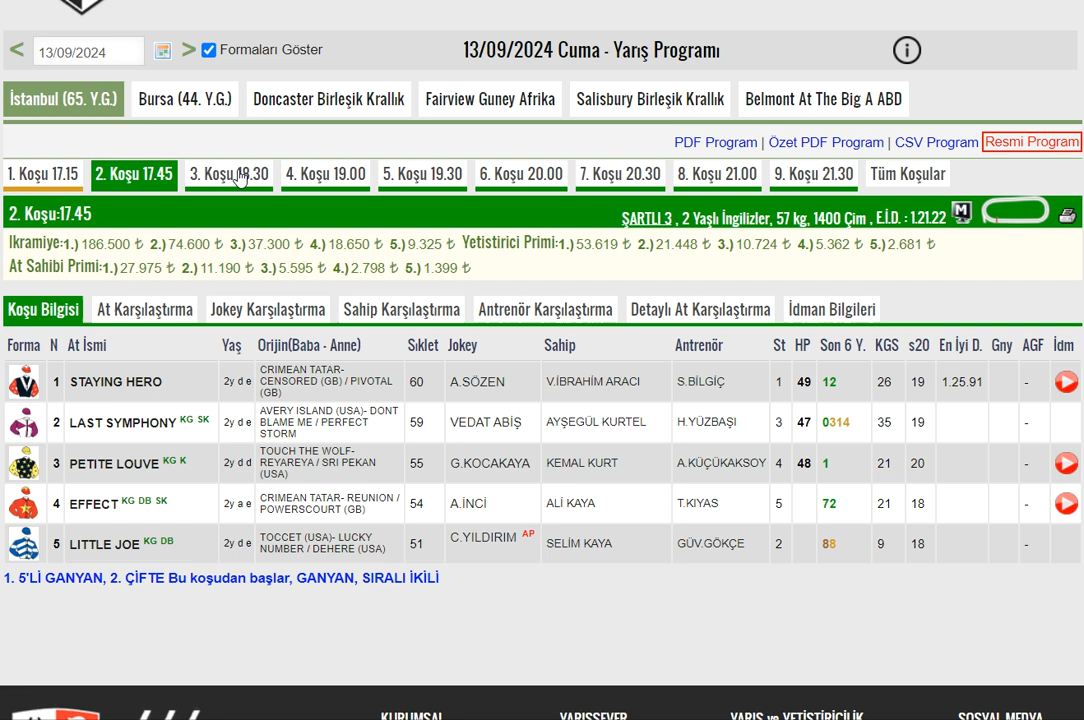 < 13/09/2024 > Formaları Göster 13/09/2024 Cuma - Yarış Programı i
İstanbul (65. Y.G.) Bursa (44. Y.G.) Doncaster Birleşik Krallık Fairview Guney Afrika Salisbury Birleşik Krallık Belmont At The Big A ABD
PDF Program | Özet PDF Program | CSV Program Resmi Program
1. Koşu 17.15 2. Koşu 17.45 3. Koşu 18.30 4. Koşu 19.00 5. Koşu 19.30 6. Koşu 20.00 7. Koşu 20.30 8. Koşu 21.00 9. Koşu 21.30 Tüm Koşular
2. Koşu:17.45 ŞARTLI 3 , 2 Yaşlı İngilizler, 57 kg, 1400 Çim , E.İ.D. : 1.21.22 M
Ikramiye:1.) 186.500 ₺ 2.) 74.600 ₺ 3.) 37.300 ₺ 4.) 18.650 ₺ 5.) 9.325 ₺ Yetistirici Primi:1.) 53.619 ₺ 2.) 21.448 ₺ 3.) 10.724 ₺ 4.) 5.362 ₺ 5.) 2.681 ₺
At Sahibi Primi:1.) 27.975 ₺ 2.) 11.190 ₺ 3.) 5.595 ₺ 4.) 2.798 ₺ 5.) 1.399 ₺
Koşu Bilgisi At Karşılaştırma Jokey Karşılaştırma Sahip Karşılaştırma Antrenör Karşılaştırma Detaylı At Karşılaştırma İdman Bilgileri
Forma N At İsmi Yaş Orijin(Baba - Anne) Sıklet Jokey Sahip Antrenör St HP Son 6 Y. KGS s20 En İyi D. Gny AGF İdm
1 STAYING HERO 2y d e CRIMEAN TATAR- CENSORED (GB) / PIVOTAL (GB) 60 A.SÖZEN V.İBRAHİM ARACI S.BİLGİÇ 1 49 12 26 19 1.25.91 -
2 LAST SYMPHONY KG SK 2y d e AVERY ISLAND (USA)- DONT BLAME ME / PERFECT STORM 59 VEDAT ABİŞ AYŞEGÜL KURTEL H.YÜZBAŞI 3 47 0314 35 19 -
3 PETITE LOUVE KG K 2y d d TOUCH THE WOLF- REYAREYA / SRI PEKAN (USA) 55 G.KOCAKAYA KEMAL KURT A.KÜÇÜKAKSOY 4 48 1 21 20 -
4 EFFECT KG DB SK 2y a e CRIMEAN TATAR- REUNION / POWERSCOURT (GB) 54 A.İNCİ ALİ KAYA T.KIYAS 5 72 21 18 -
5 LITTLE JOE KG DB 2y d e TOCCET (USA)- LUCKY NUMBER / DEHERE (USA) 51 C.YILDIRIM AP SELİM KAYA GÜV.GÖKÇE 2 88 9 18 -
1. 5'Lİ GANYAN, 2. ÇİFTE Bu koşudan başlar, GANYAN, SIRALI İKİLİ
KURUMSAL YARIŞSEVER YARIŞ ve YETİŞTİRİCİLİK SOSYAL MEDYA